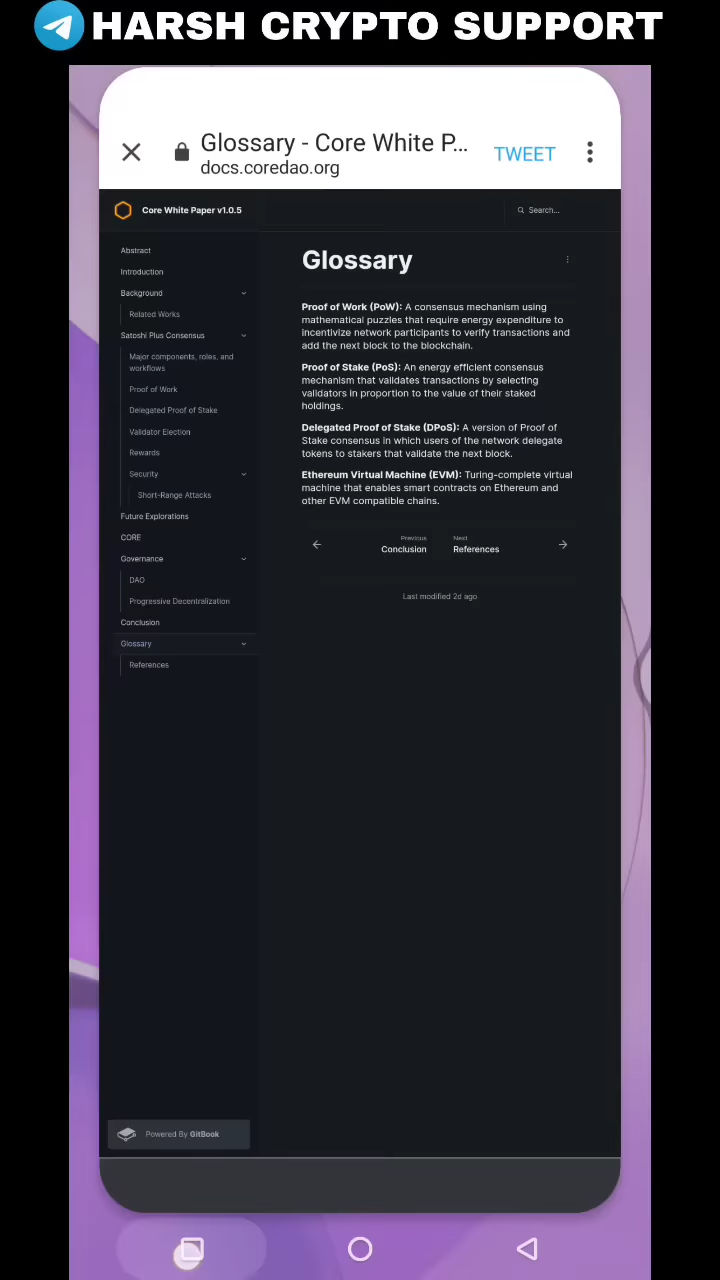 HARSH CRYPTO SUPPORT
Glossary - Core White P...
docs.coredao.org
TWEET
Core White Paper v1.0.5
Search...
Abstract
Introduction
Background
Related Works
Satoshi Plus Consensus
Major components, roles, and
workflows
Proof of Work
Delegated Proof of Stake
Validator Election
Rewards
Security
Short-Range Attacks
Future Explorations
CORE
Governance
DAO
Progressive Decentralization
Conclusion
Glossary
References
Glossary
Proof of Work (PoW): A consensus mechanism using
mathematical puzzles that require energy expenditure to
incentivize network participants to verify transactions and
add the next block to the blockchain.
Proof of Stake (PoS): An energy efficient consensus
mechanism that validates transactions by selecting
validators in proportion to the value of their staked
holdings.
Delegated Proof of Stake (DPoS): A version of Proof of
Stake consensus in which users of the network delegate
tokens to stakers that validate the next block.
Ethereum Virtual Machine (EVM): Turing-complete virtual
machine that enables smart contracts on Ethereum and
other EVM compatible chains.
Previous
Conclusion
Next
References
Last modified 2d ago
Powered By GitBook